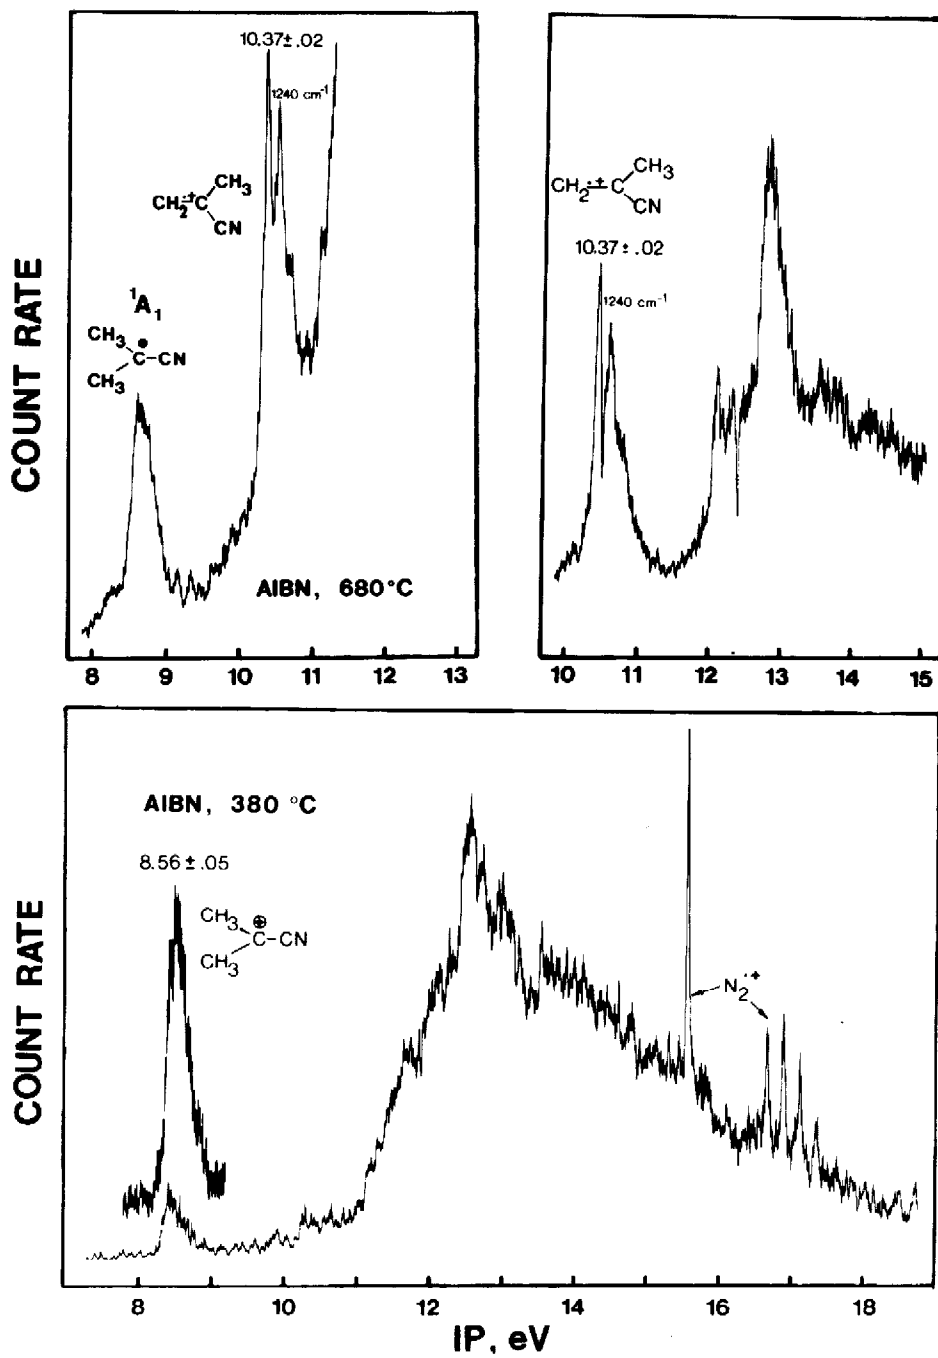 COUNT RATE
10.37±.02
1240 cm⁻¹
CH₂∸⁺C
CH₃
CN
¹A₁
CH₃
CH₃
C–CN
AIBN, 680°C
8 9 10 11 12 13
CH₂∸⁺C
CH₃
CN
10.37±.02
1240 cm⁻¹
10 11 12 13 14 15
COUNT RATE
AIBN, 380 °C
8.56±.05
CH₃
CH₃
⊕
C–CN
N₂·⁺
8 10 12 14 16 18
IP, eV